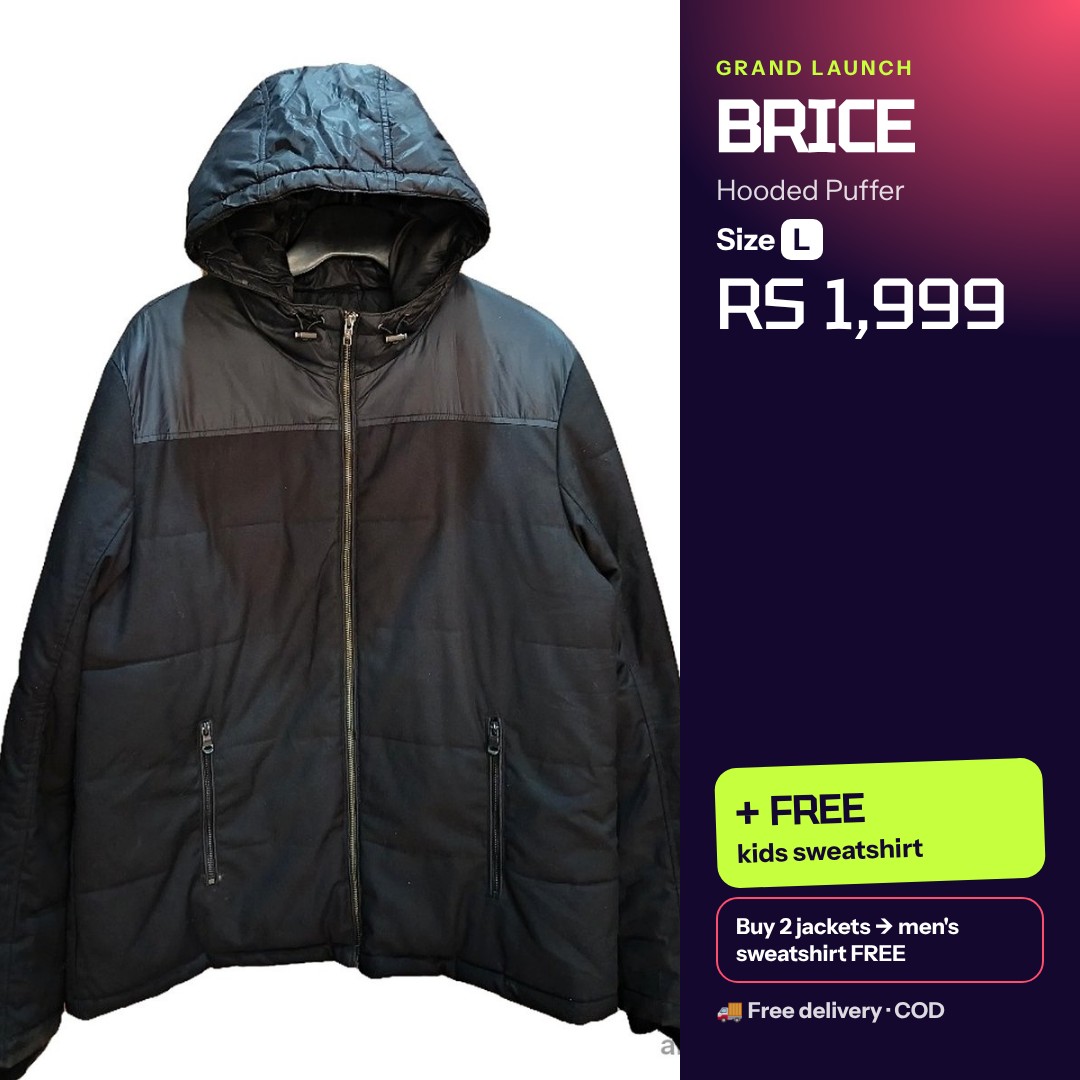 GRAND LAUNCH
BRICE
Hooded Puffer
Size L
RS 1,999
+ FREE
kids sweatshirt
Buy 2 jackets → men's
sweatshirt FREE
🚚 Free delivery · COD